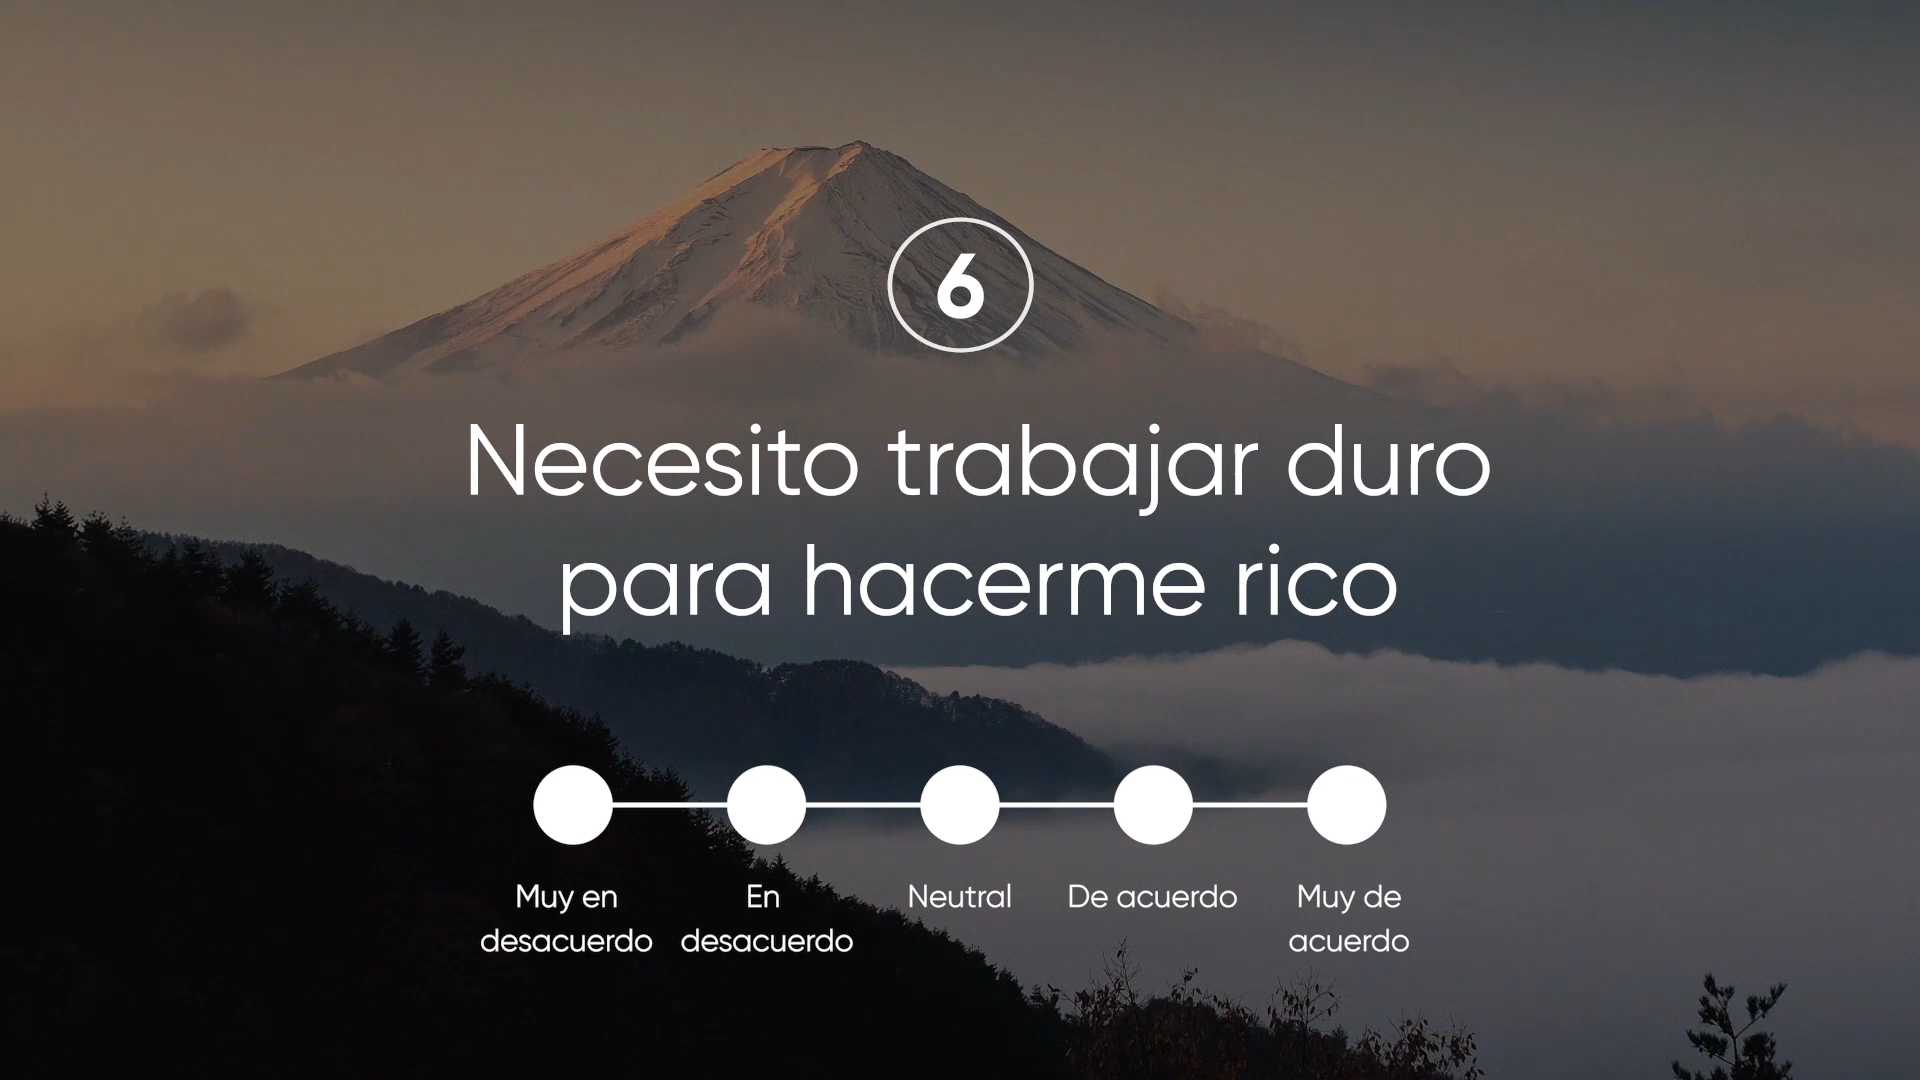 6
Necesito trabajar duro
para hacerme rico
Muy en
desacuerdo
En
desacuerdo
Neutral
De acuerdo
Muy de
acuerdo